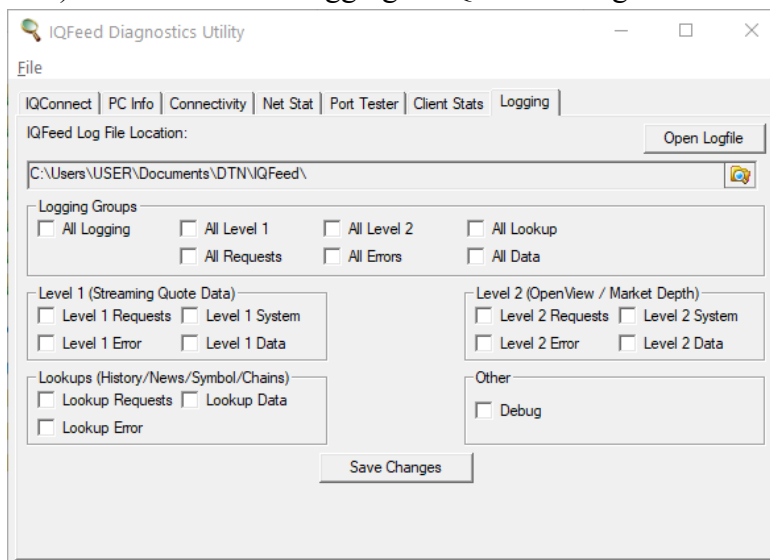 IQFeed Diagnostics Utility
File
IQConnect PC Info Connectivity Net Stat Port Tester Client Stats Logging
IQFeed Log File Location:
Open Logfile
C:\Users\USER\Documents\DTN\IQFeed\
Logging Groups
All Logging All Level 1 All Level 2 All Lookup
All Requests All Errors All Data
Level 1 (Streaming Quote Data)
Level 1 Requests Level 1 System
Level 1 Error Level 1 Data
Level 2 (OpenView / Market Depth)
Level 2 Requests Level 2 System
Level 2 Error Level 2 Data
Lookups (History/News/Symbol/Chains)
Lookup Requests Lookup Data
Lookup Error
Other
Debug
Save Changes